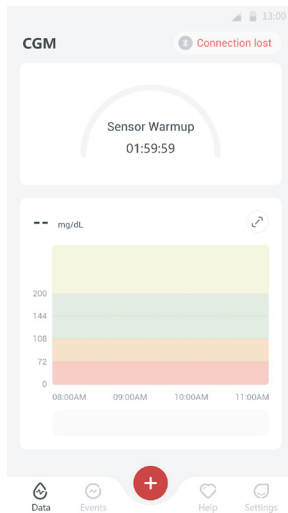 13:00
CGM
Connection lost
Sensor Warmup
01:59:59
-- mg/dL
200
144
108
72
0
08:00AM 09:00AM 10:00AM 11:00AM
+
Data Events Help Settings